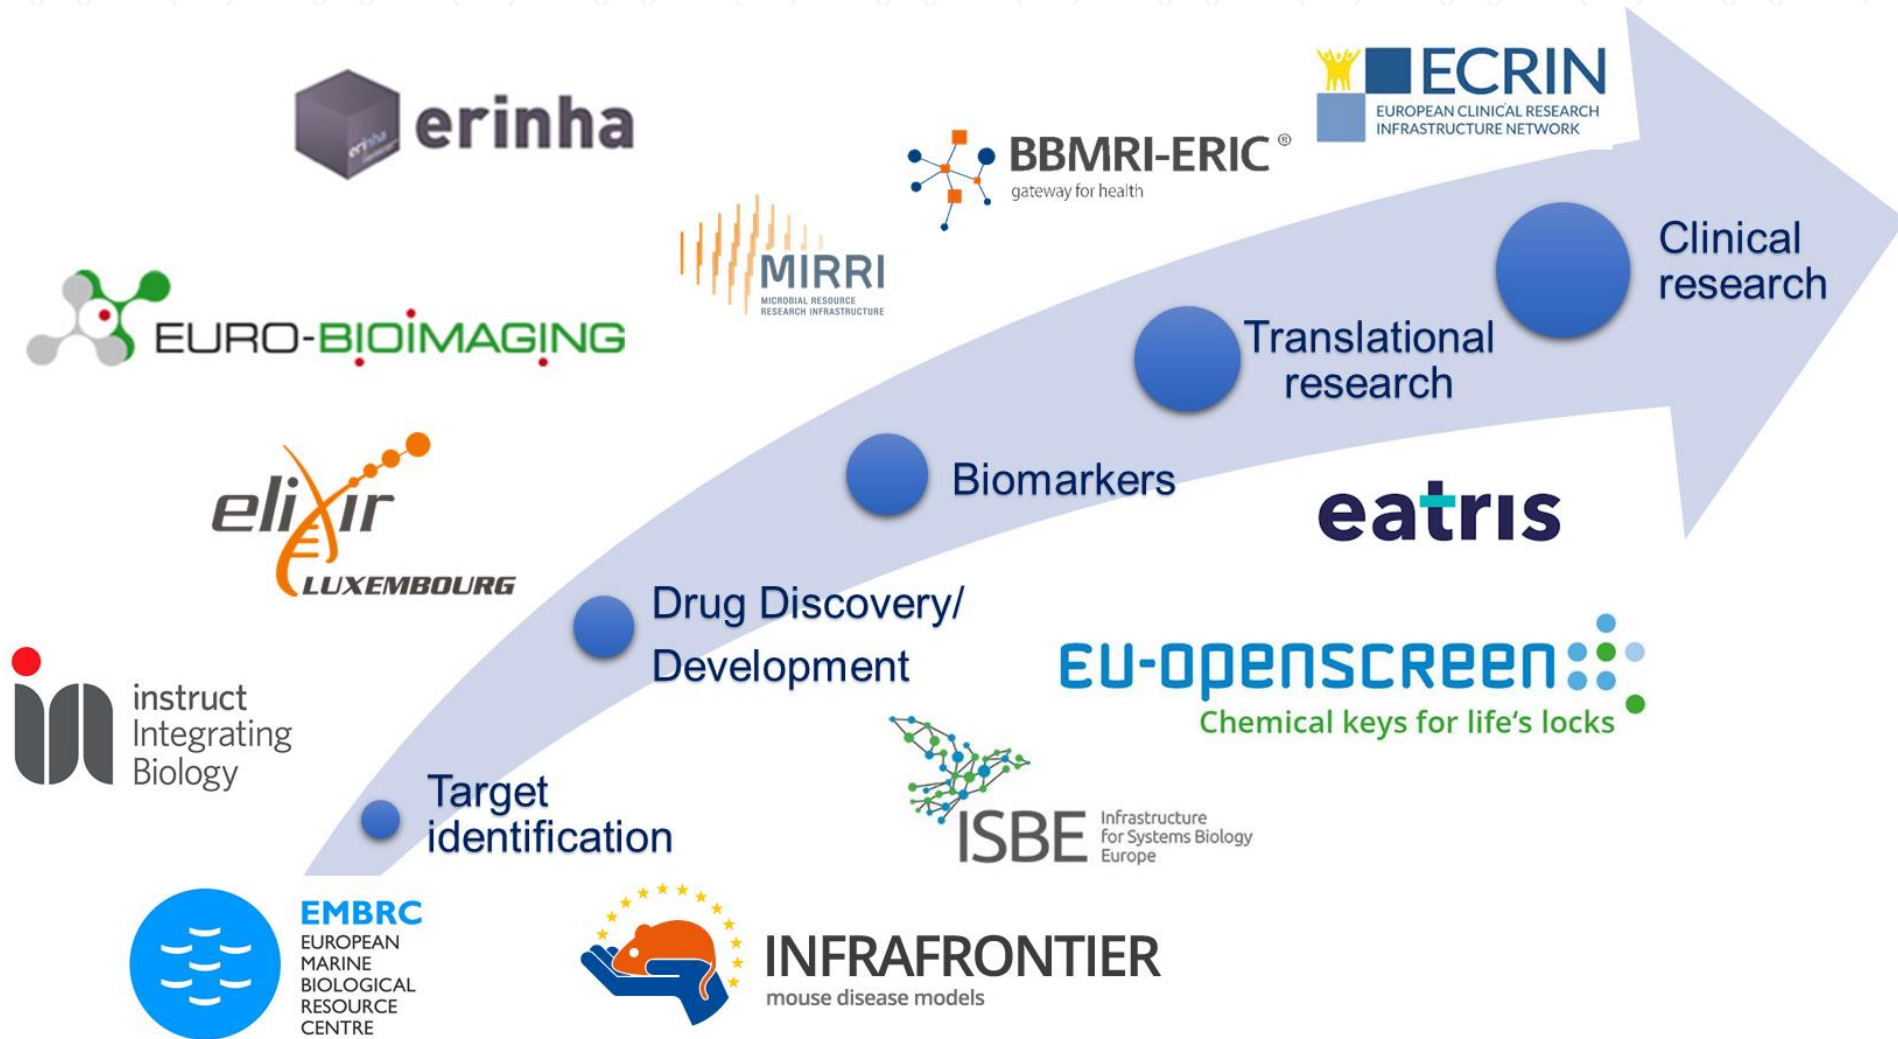 erinha
erinha
ECRIN
EUROPEAN CLINICAL RESEARCH
INFRASTRUCTURE NETWORK
BBMRI-ERIC®
gateway for health
MIRRI
MICROBIAL RESOURCE
RESEARCH INFRASTRUCTURE
Clinical
research
EURO-BIOIMAGING
Translational
research
elixir
LUXEMBOURG
Biomarkers
eatris
Drug Discovery/
Development
EU-OPENSCREEN
Chemical keys for life's locks
instruct
Integrating
Biology
Target
identification
ISBE
Infrastructure
for Systems Biology
Europe
EMBRC
EUROPEAN
MARINE
BIOLOGICAL
RESOURCE
CENTRE
INFRAFRONTIER
mouse disease models